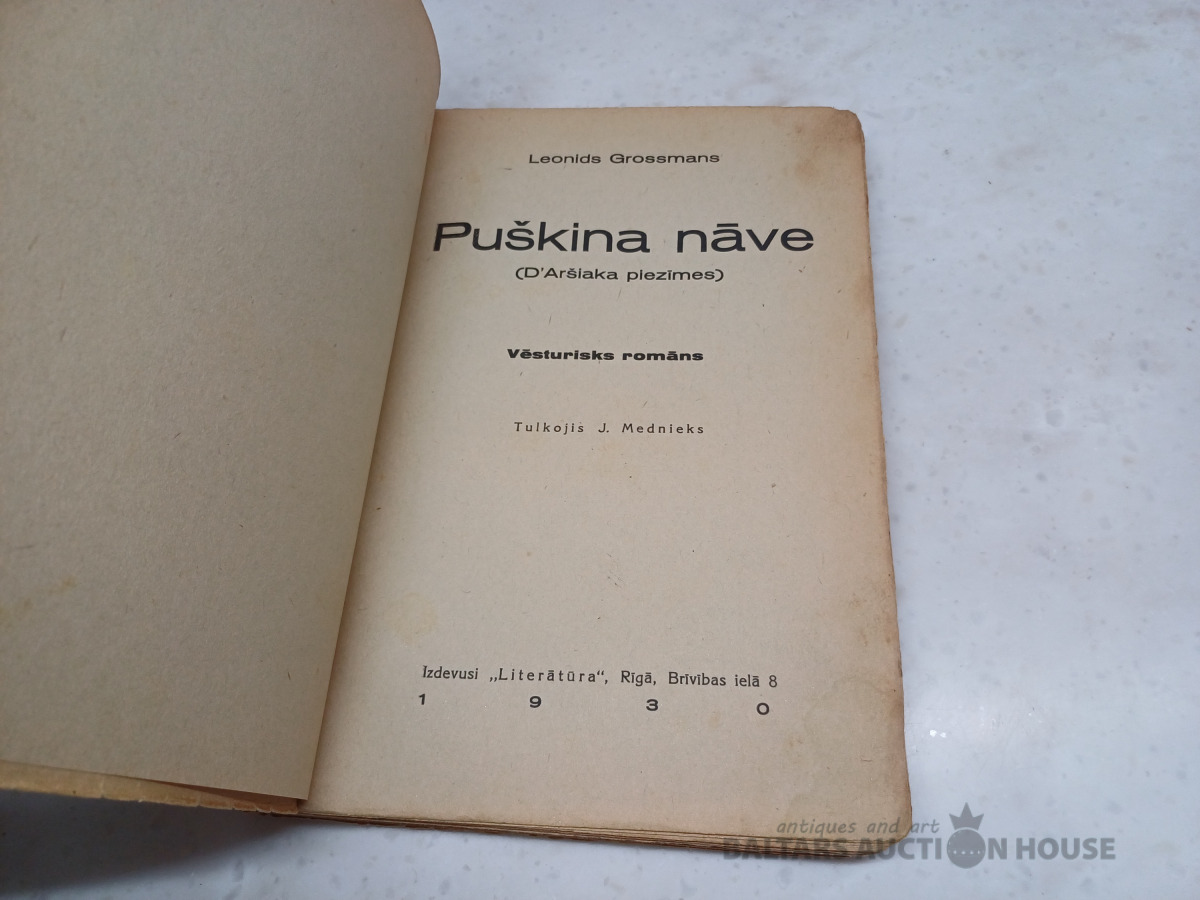 Leonids Grossmans
Puškina nāve
(D'Aršiaka piezīmes)
Vēsturisks romāns
Tulkojis J. Mednieks
Izdevusi „Literātūra“, Rīgā, Brīvības ielā 8
1 9 3 0
antiques and art
BALTARS AUCTION HOUSE